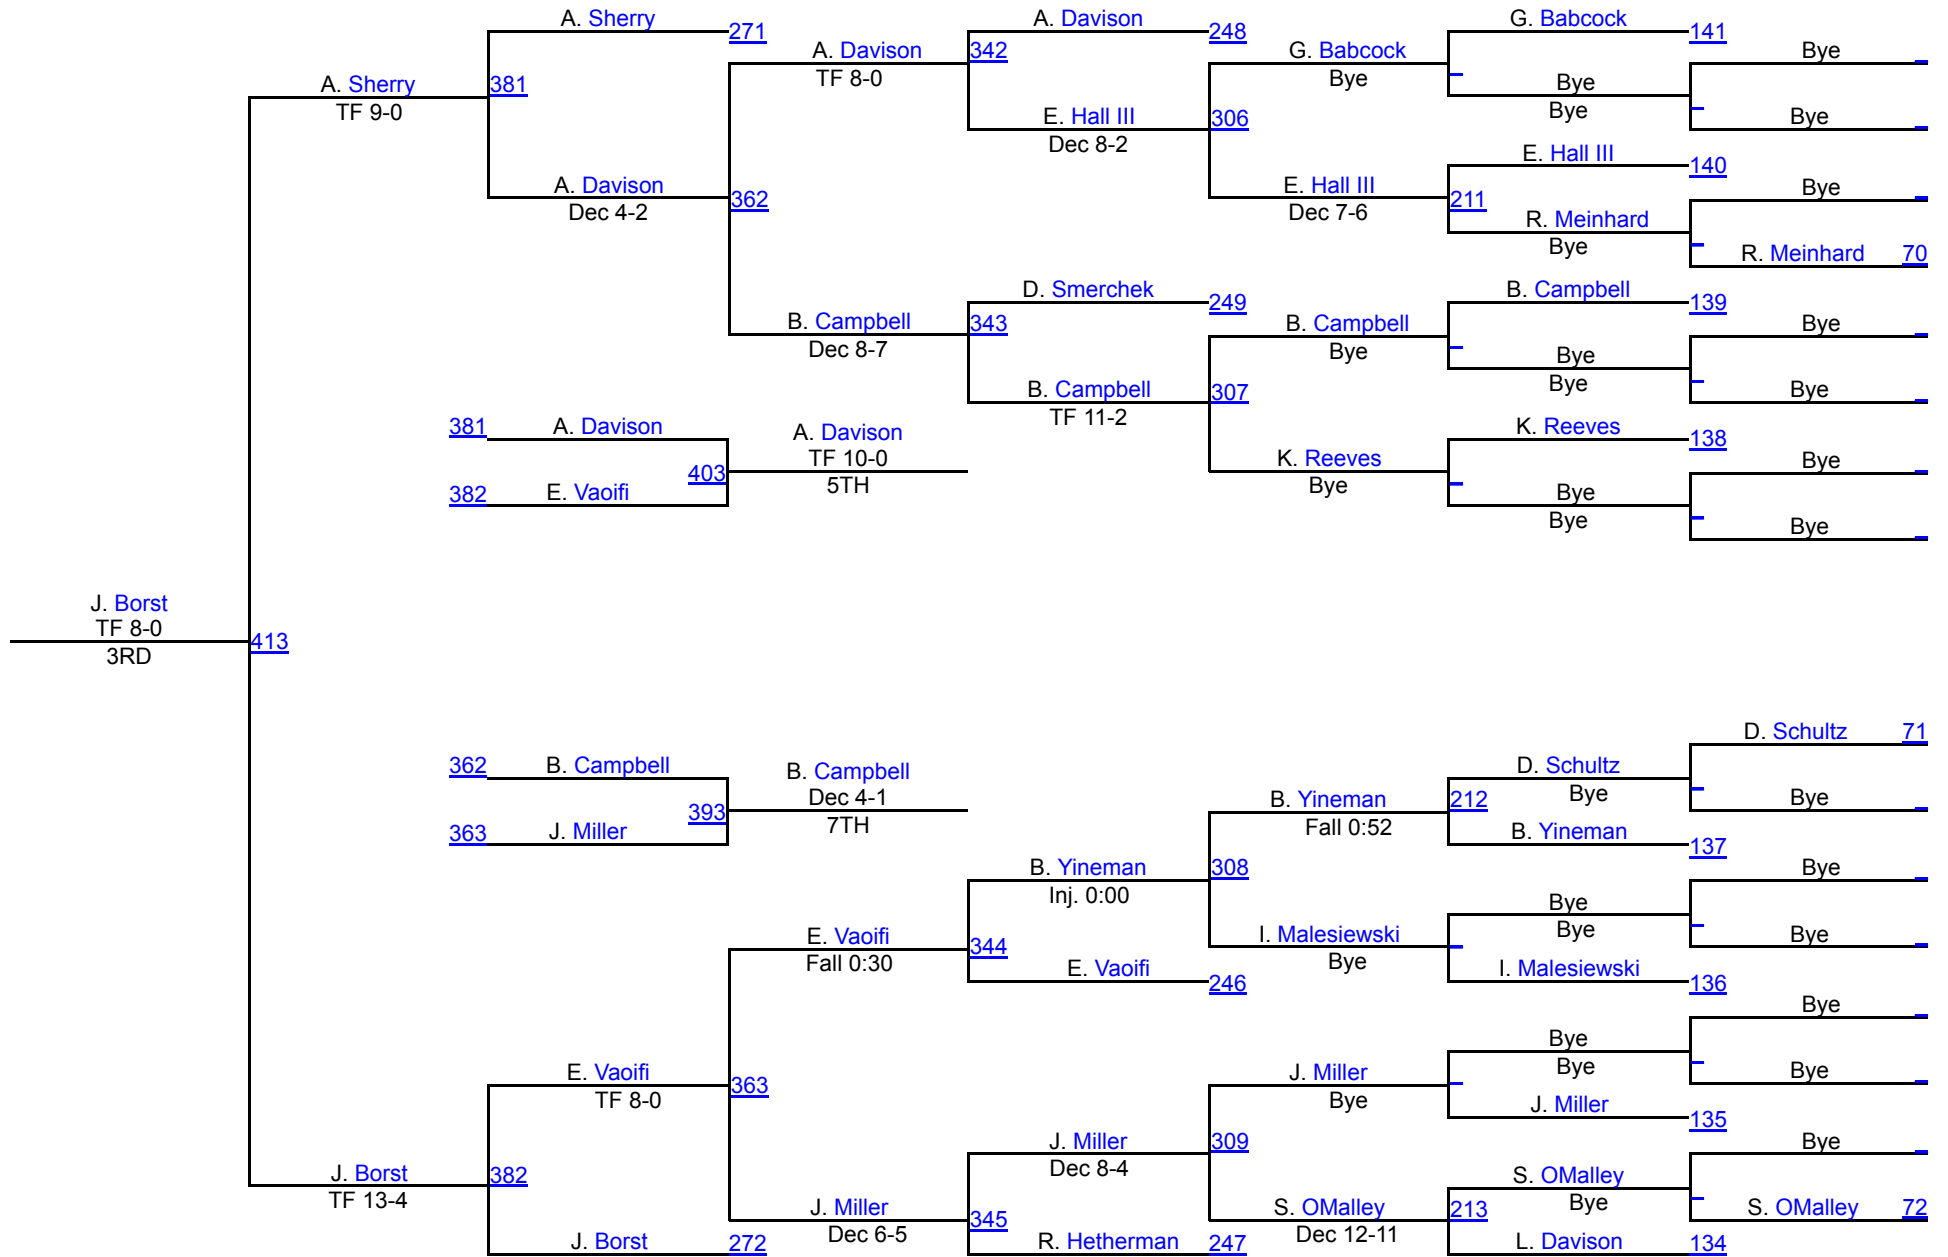 A. Sherry
271
A. Sherry
TF 9-0
381
A. Davison
Dec 4-2
362
A. Davison
TF 8-0
342
A. Davison
248
E. Hall III
Dec 8-2
306
G. Babcock
Bye
G. Babcock
141
Bye
Bye
Bye
Bye
E. Hall III
Dec 7-6
211
E. Hall III
140
R. Meinhard
Bye
Bye
R. Meinhard 70
B. Campbell
Dec 8-7
343
D. Smerchek
249
B. Campbell
TF 11-2
307
B. Campbell
Bye
B. Campbell
139
Bye
Bye
Bye
Bye
K. Reeves
Bye
K. Reeves
138
Bye
Bye
Bye
Bye
381 A. Davison
403
382 E. Vaoifi
A. Davison
TF 10-0
5TH
J. Borst
TF 8-0
3RD
413
362 B. Campbell
393
363 J. Miller
B. Campbell
Dec 4-1
7TH
B. Yineman
Inj. 0:00
308
B. Yineman
Fall 0:52
212
D. Schultz
Bye
D. Schultz 71
Bye
B. Yineman
137
I. Malesiewski
Bye
Bye
Bye
Bye
Bye
I. Malesiewski
136
E. Vaoifi
Fall 0:30
344
E. Vaoifi
246
E. Vaoifi
TF 8-0
363
J. Miller
Dec 6-5
345
J. Miller
Dec 8-4
309
J. Miller
Bye
Bye
Bye
Bye
Bye
J. Miller
135
S. OMalley
Dec 12-11
213
S. OMalley
Bye
Bye
S. OMalley 72
L. Davison
134
R. Hetherman
247
J. Borst
TF 13-4
382
J. Borst
272